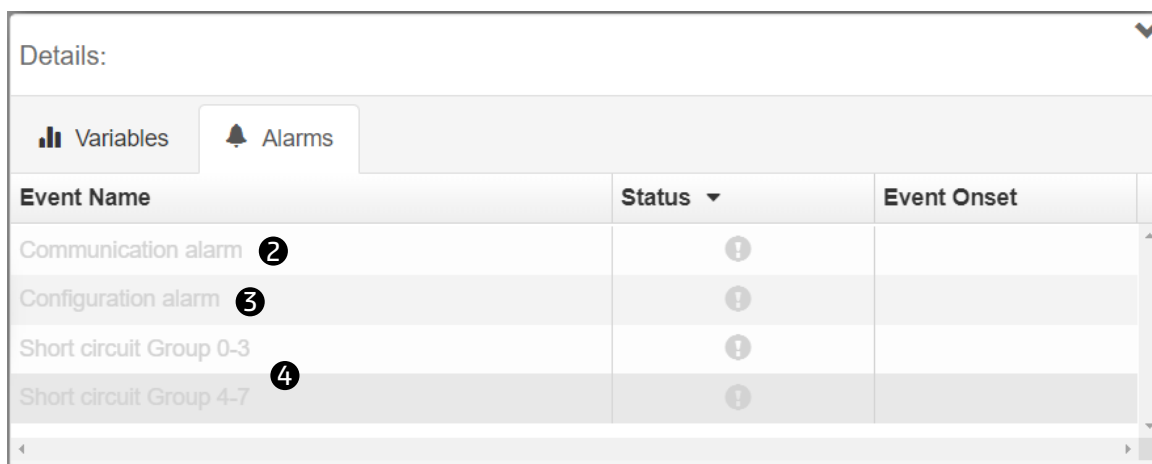 Details:
Variables Alarms
Event Name Status Event Onset
Communication alarm 2
Configuration alarm 3
Short circuit Group 0-3
4
Short circuit Group 4-7